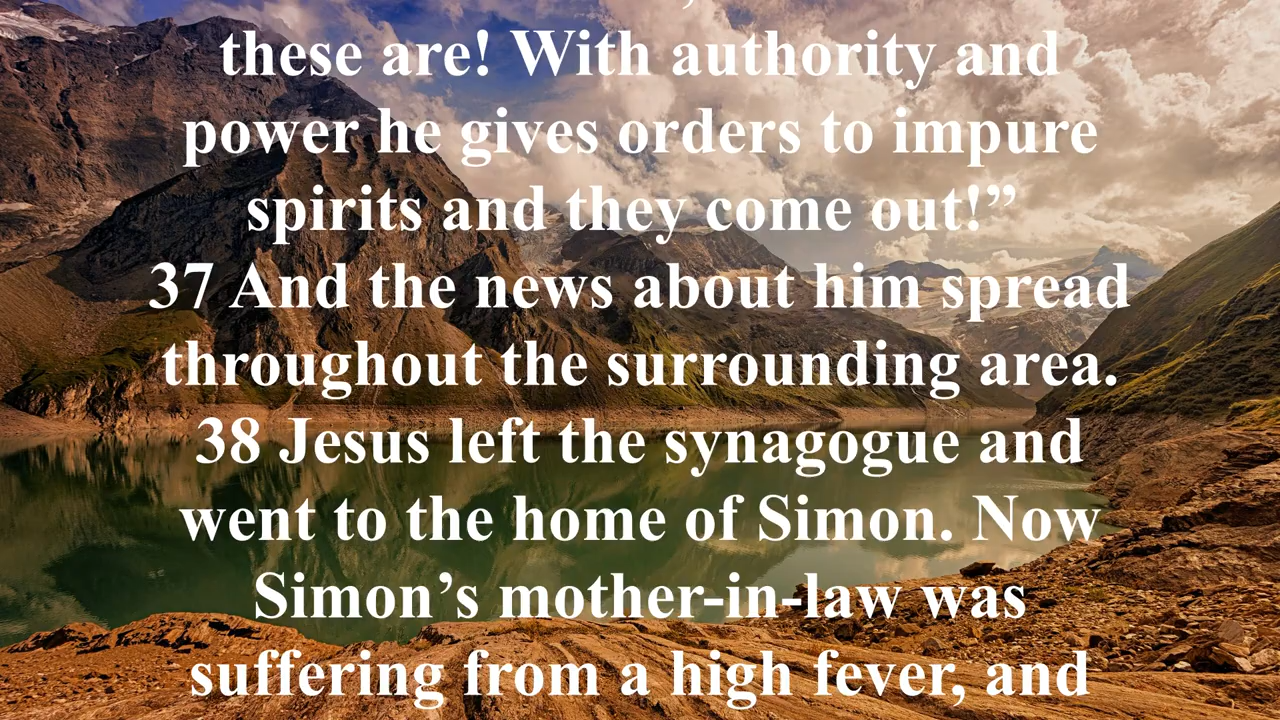 these are! With authority and
power he gives orders to impure
spirits and they come out!”
37 And the news about him spread
throughout the surrounding area.
38 Jesus left the synagogue and
went to the home of Simon. Now
Simon’s mother-in-law was
suffering from a high fever, and